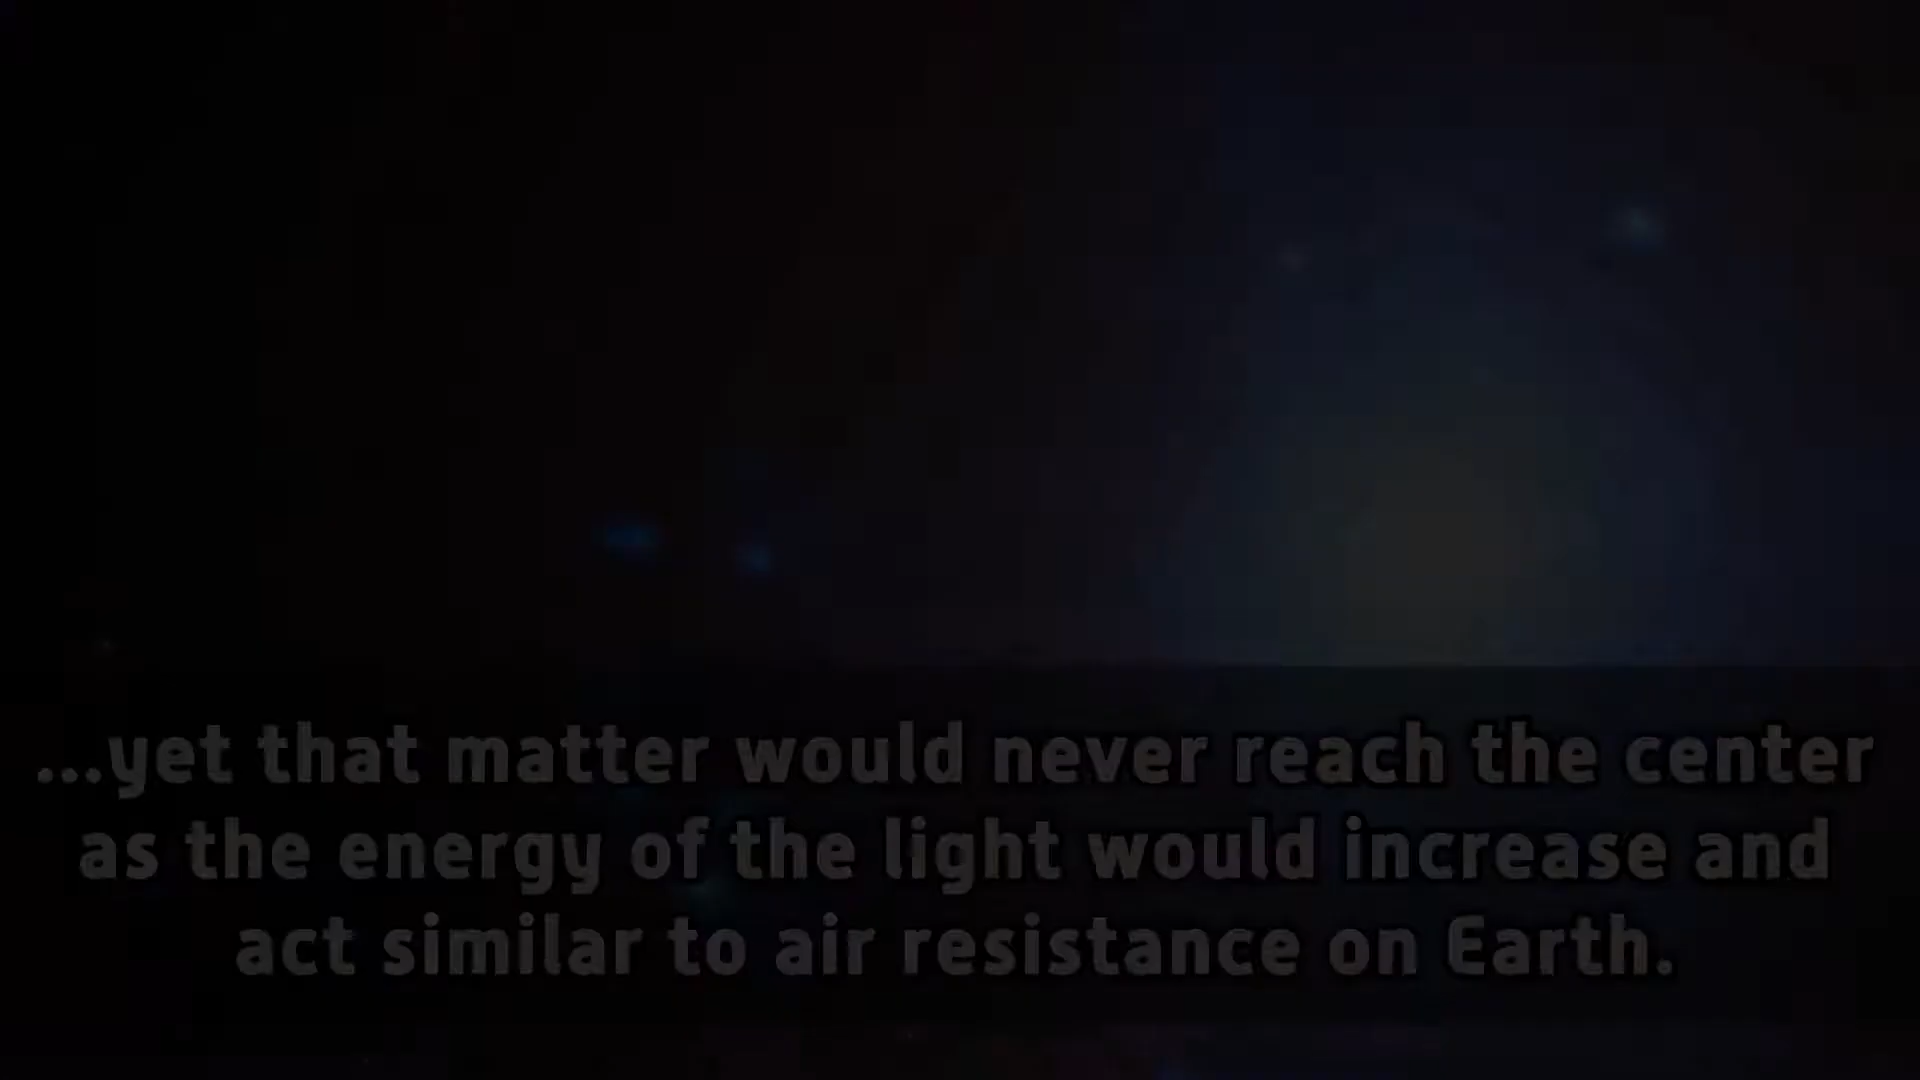 ...yet that matter would never reach the center
as the energy of the light would increase and
act similar to air resistance on Earth.